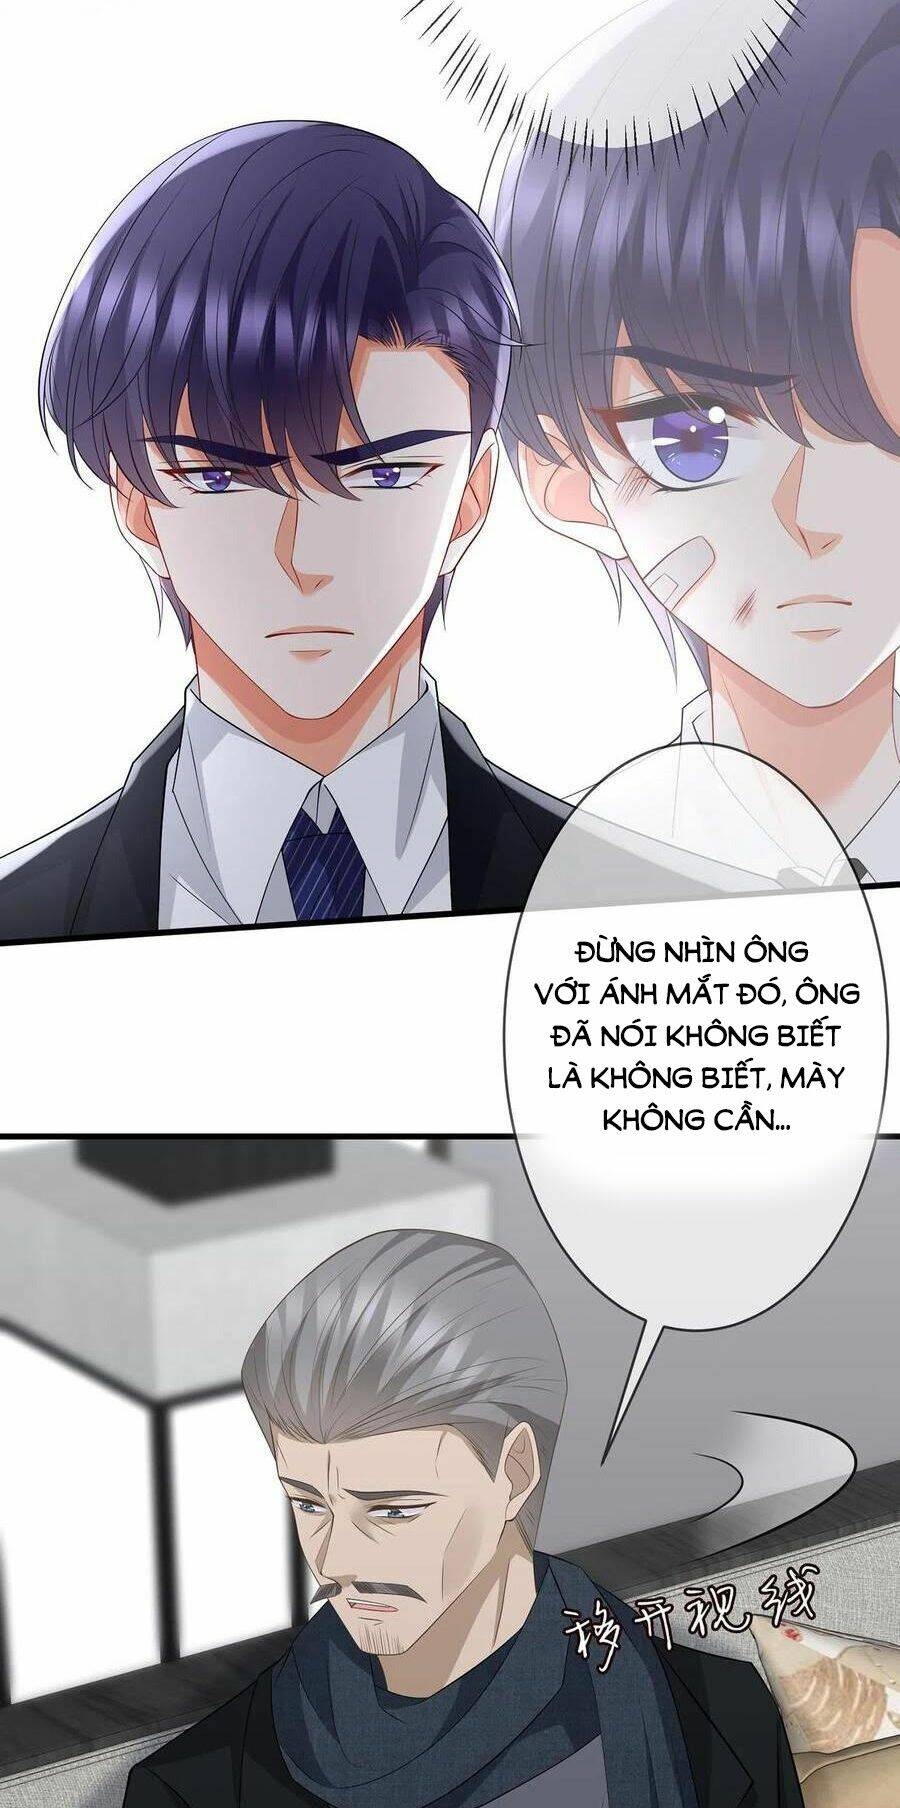 ĐỪNG NHÌN ÔNG
VỚI ÁNH MẮT ĐÓ, ÔNG
ĐÃ NÓI KHÔNG BIẾT
LÀ KHÔNG BIẾT, MÀY
KHÔNG CẦN...
移开视线